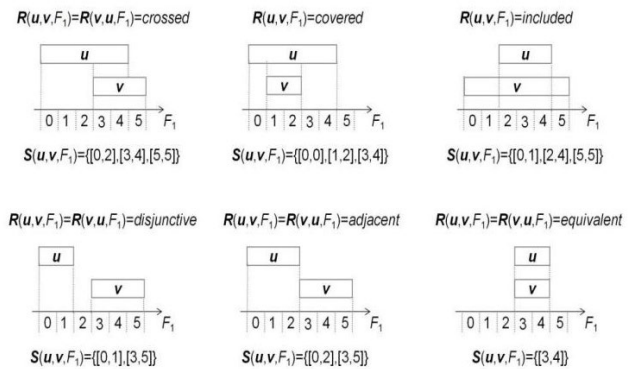 R(u,v,F₁)=R(v,u,F₁)=crossed
u
v
0 1 2 3 4 5 F₁
S(u,v,F₁)={[0,2],[3,4],[5,5]}
R(u,v,F₁)=covered
u
v
0 1 2 3 4 5 F₁
S(u,v,F₁)={[0,0],[1,2],[3,4]}
R(u,v,F₁)=included
u
v
0 1 2 3 4 5 F₁
S(u,v,F₁)={[0,1],[2,4],[5,5]}
R(u,v,F₁)=R(v,u,F₁)=disjunctive
u
v
0 1 2 3 4 5 F₁
S(u,v,F₁)={[0,1],[3,5]}
R(u,v,F₁)=R(v,u,F₁)=adjacent
u
v
0 1 2 3 4 5 F₁
S(u,v,F₁)={[0,2],[3,5]}
R(u,v,F₁)=R(v,u,F₁)=equivalent
u
v
0 1 2 3 4 5 F₁
S(u,v,F₁)={[3,4]}